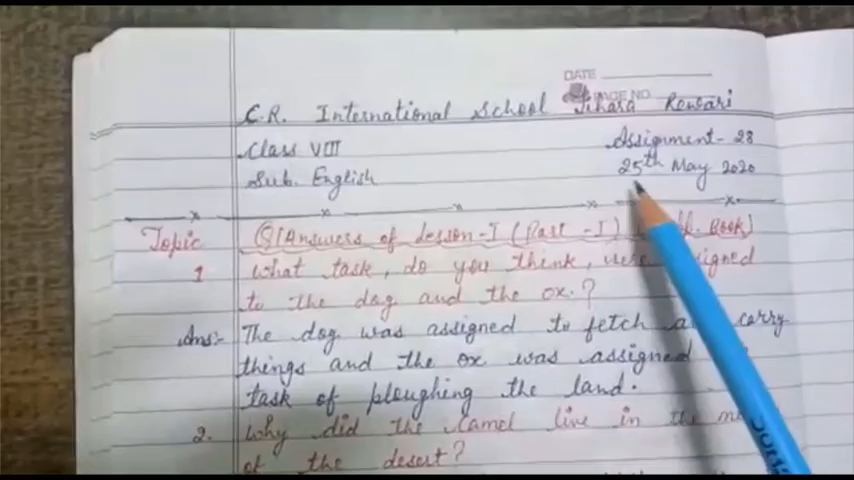 DATE
PAGE NO.
C.R. International School Jihara Rewari
Class VIII Assignment - 28
Sub. English 25th May 2020
Topic Q/Answers of Lesson-I (Part-I) Book)
1 What task, do you think, were assigned
to the dog and the ox.?
Ans:- The dog was assigned to fetch carry
things and the ox was assigned
task of ploughing the land.
2. Why did the camel live in the
of the desert?